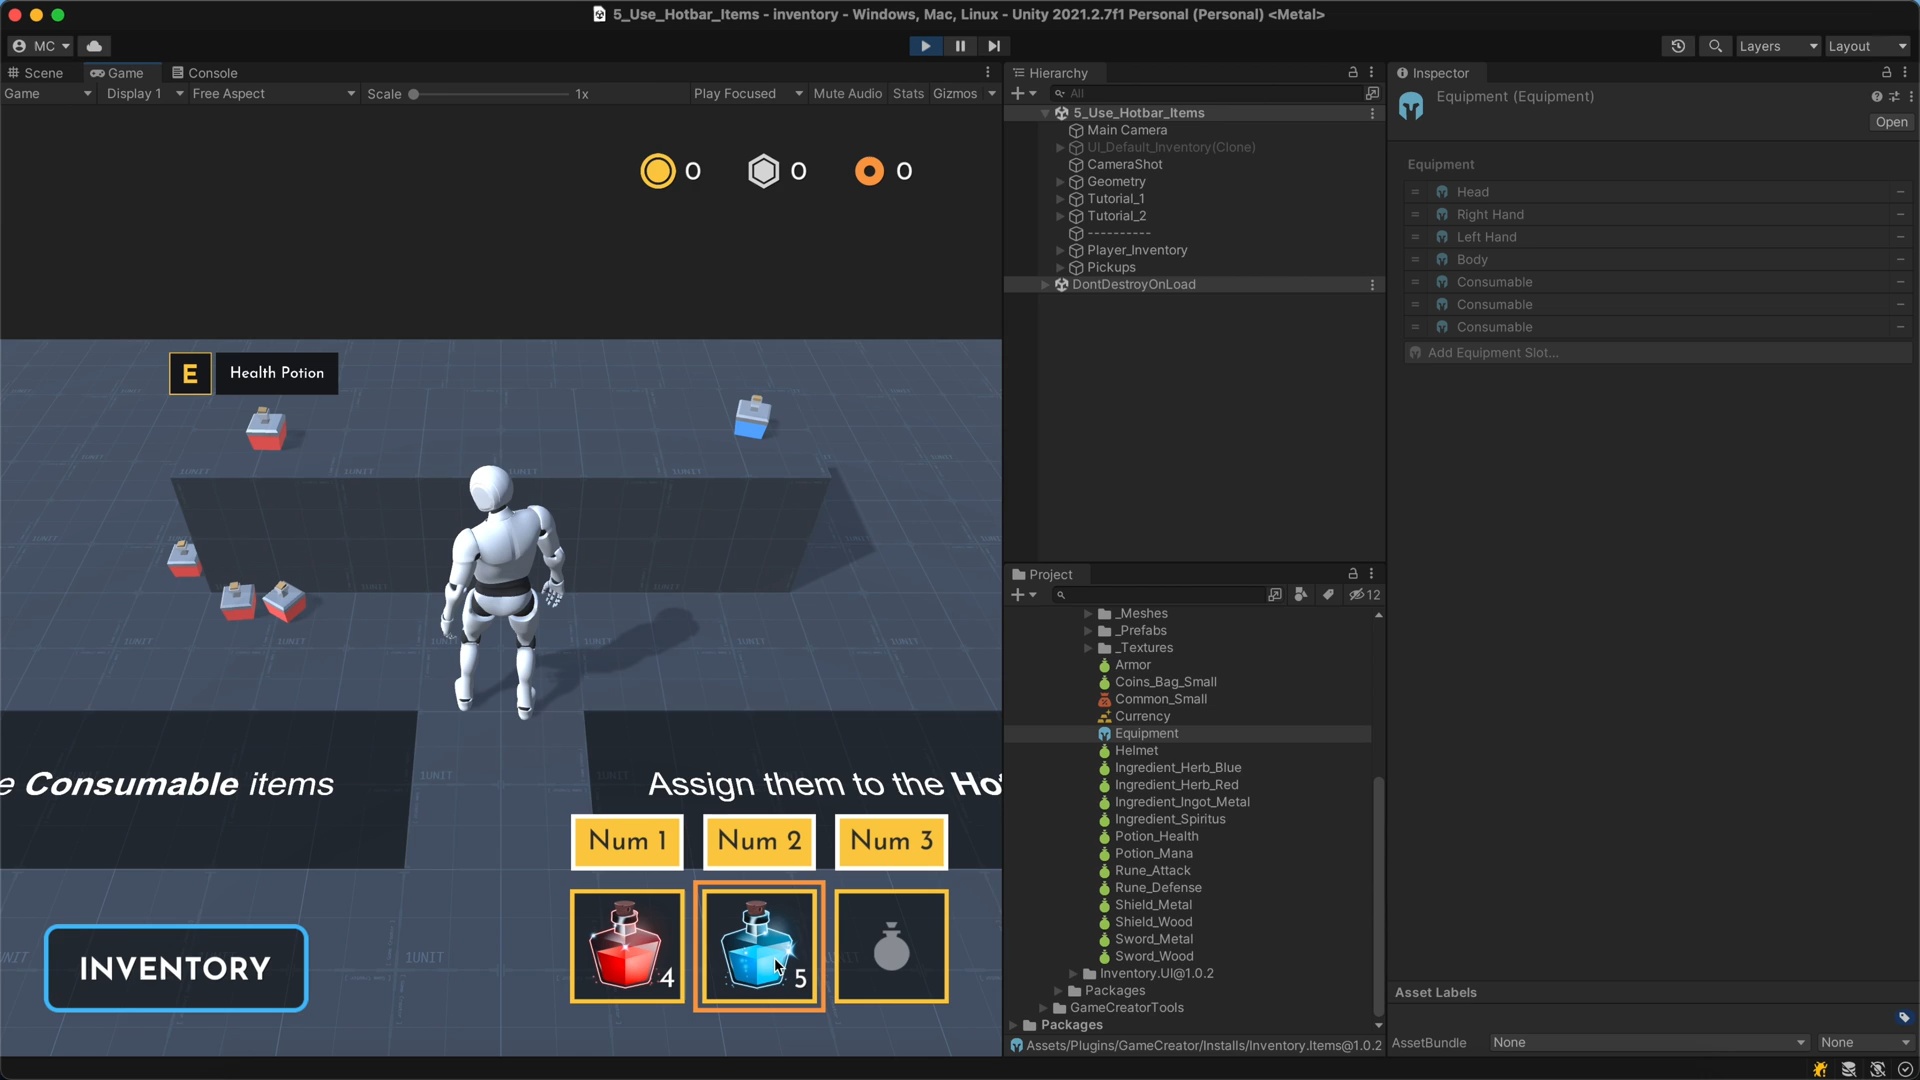 5_Use_Hotbar_Items - inventory - Windows, Mac, Linux - Unity 2021.2.7f1 Personal (Personal) <Metal>
MC
Layers
Layout
Scene
Game
Console
Game
Display 1
Free Aspect
Scale
1x
Play Focused
Mute Audio
Stats
Gizmos
0
0
0
E
Health Potion
e Consumable items
Assign them to the Ho
Num 1
Num 2
Num 3
4
5
INVENTORY
1UNIT
1UNIT
Hierarchy
All
5_Use_Hotbar_Items
Main Camera
UI_Default_Inventory(Clone)
CameraShot
Geometry
Tutorial_1
Tutorial_2
----------
Player_Inventory
Pickups
DontDestroyOnLoad
Project
12
_Meshes
_Prefabs
_Textures
Armor
Coins_Bag_Small
Common_Small
Currency
Equipment
Helmet
Ingredient_Herb_Blue
Ingredient_Herb_Red
Ingredient_Ingot_Metal
Ingredient_Spiritus
Potion_Health
Potion_Mana
Rune_Attack
Rune_Defense
Shield_Metal
Shield_Wood
Sword_Metal
Sword_Wood
Inventory.UI@1.0.2
Packages
GameCreatorTools
Packages
Assets/Plugins/GameCreator/Installs/Inventory.Items@1.0.2
Inspector
Equipment (Equipment)
Open
Equipment
Head
Right Hand
Left Hand
Body
Consumable
Consumable
Consumable
Add Equipment Slot...
Asset Labels
AssetBundle
None
None